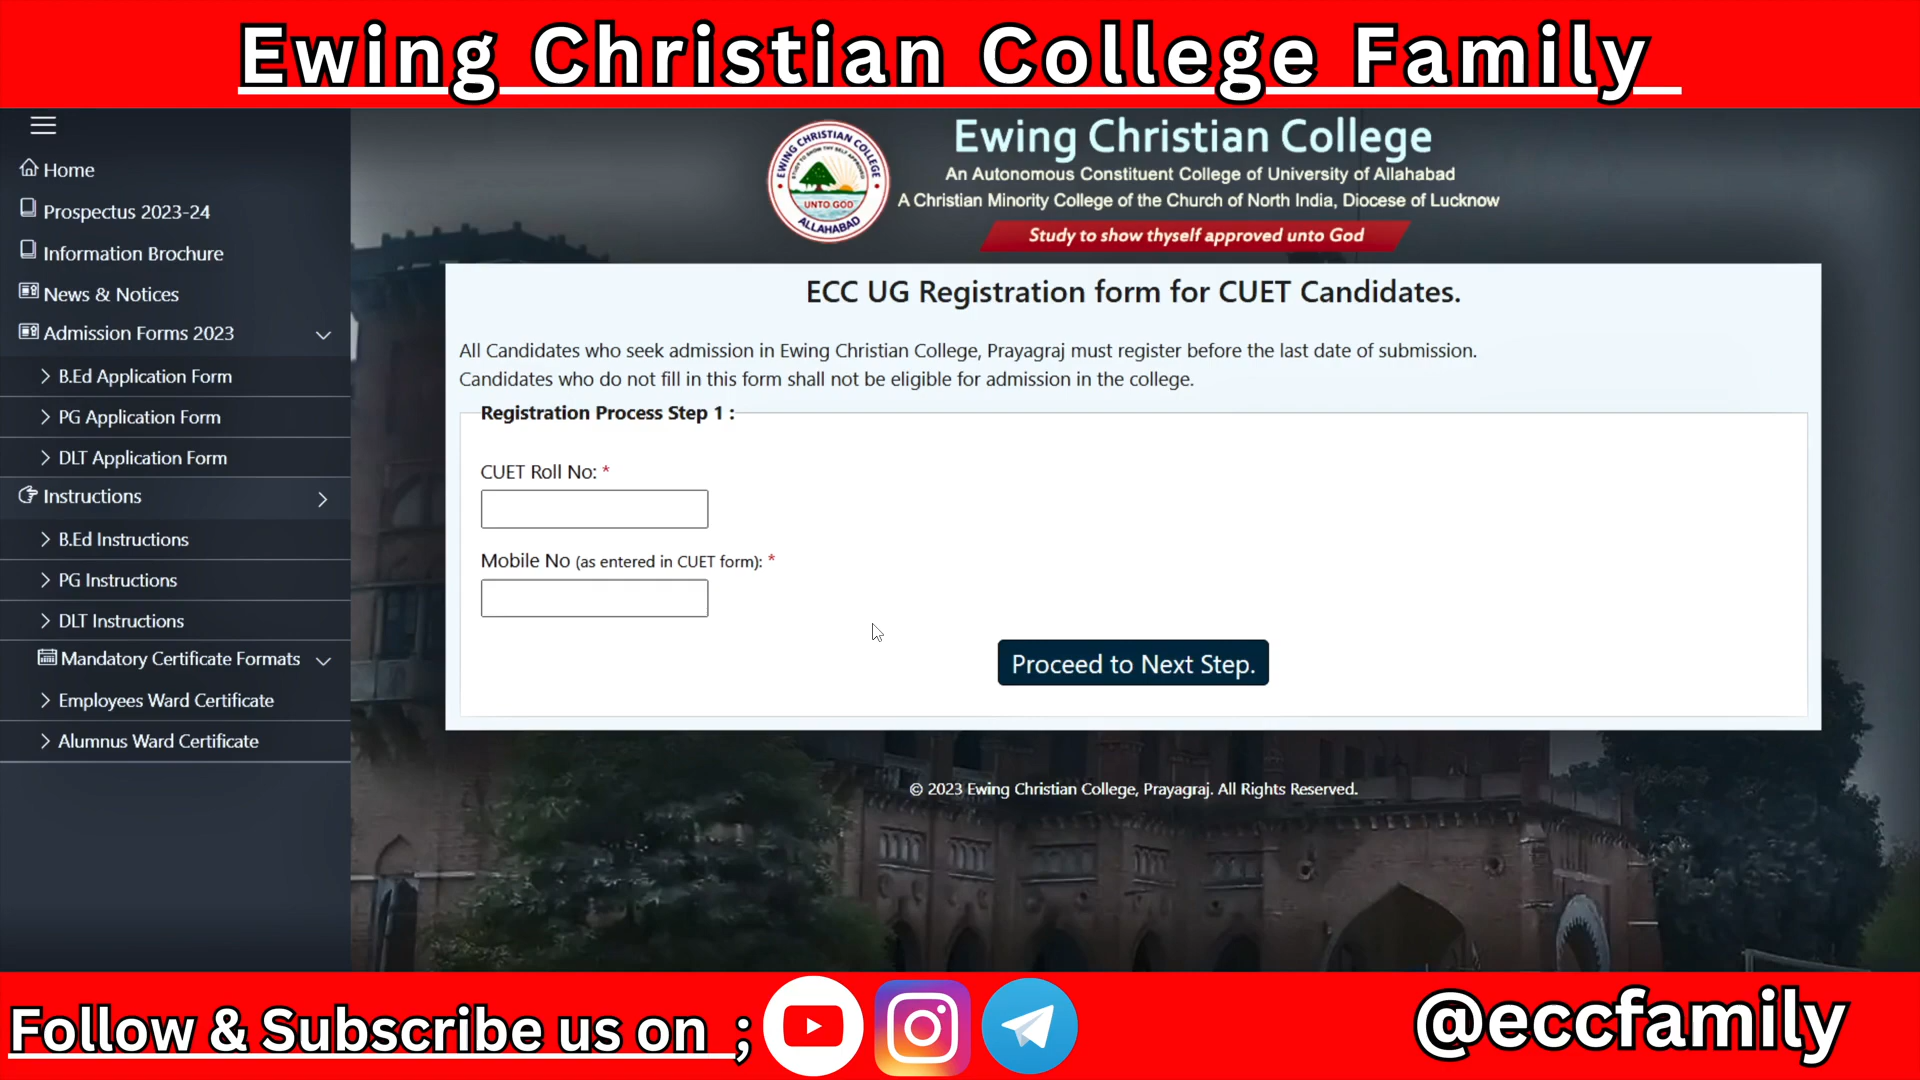 Ewing Christian College Family
Home
Prospectus 2023-24
Information Brochure
News & Notices
Admission Forms 2023
B.Ed Application Form
PG Application Form
DLT Application Form
Instructions
B.Ed Instructions
PG Instructions
DLT Instructions
Mandatory Certificate Formats
Employees Ward Certificate
Alumnus Ward Certificate
EWING CHRISTIAN COLLEGE
UNTO GOD
ALLAHABAD
Ewing Christian College
An Autonomous Constituent College of University of Allahabad
A Christian Minority College of the Church of North India, Diocese of Lucknow
Study to show thyself approved unto God
ECC UG Registration form for CUET Candidates.
All Candidates who seek admission in Ewing Christian College, Prayagraj must register before the last date of submission.
Candidates who do not fill in this form shall not be eligible for admission in the college.
Registration Process Step 1 :
CUET Roll No: *
Mobile No (as entered in CUET form): *
Proceed to Next Step.
© 2023 Ewing Christian College, Prayagraj. All Rights Reserved.
Follow & Subscribe us on ;
@eccfamily